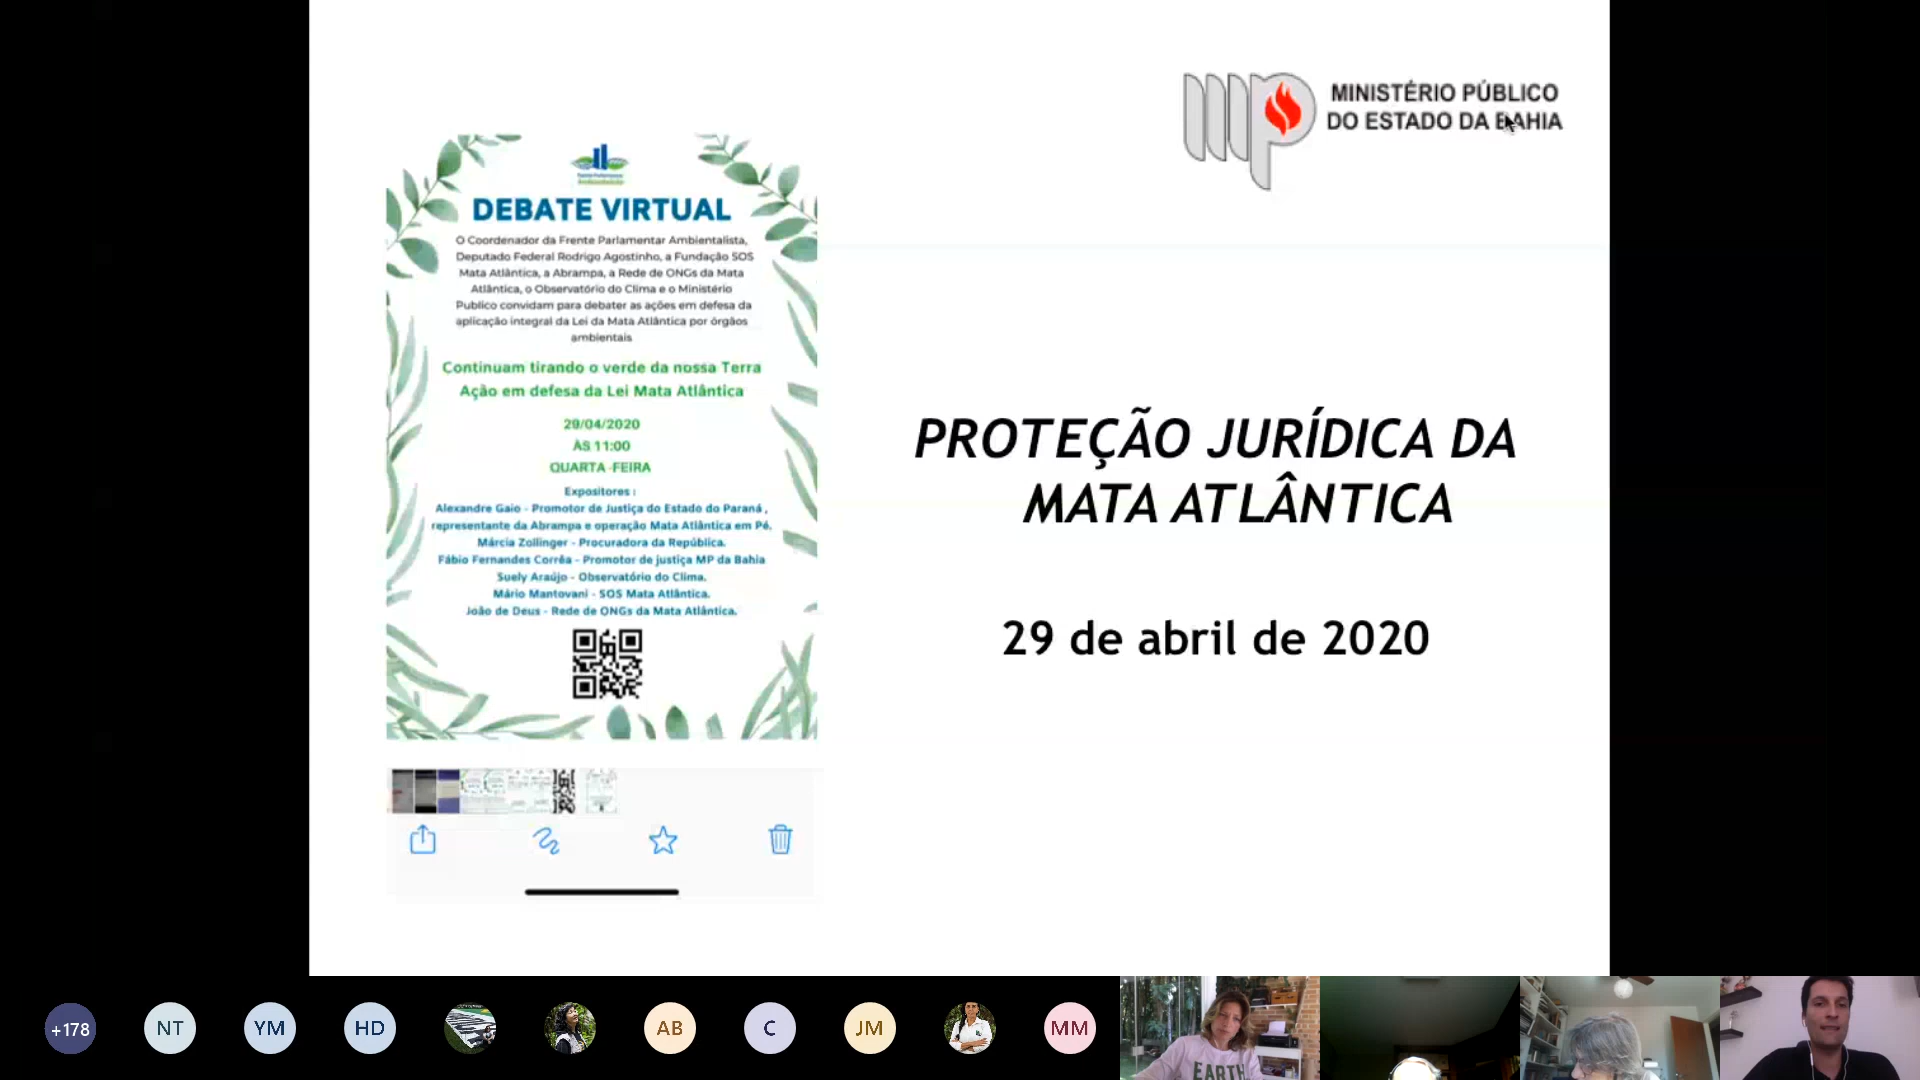 MINISTÉRIO PÚBLICO
DO ESTADO DA BAHIA
DEBATE VIRTUAL
O Coordenador da Frente Parlamentar Ambientalista,
Deputado Federal Rodrigo Agostinho, a Fundação SOS
Mata Atlântica, a Abrampa, a Rede de ONGs da Mata
Atlântica, o Observatório do Clima e o Ministério
Publico convidam para debater as ações em defesa da
aplicação integral da Lei da Mata Atlântica por órgãos
ambientais
Continuam tirando o verde da nossa Terra
Ação em defesa da Lei Mata Atlântica
29/04/2020
ÀS 11:00
QUARTA-FEIRA
Expositores :
Alexandre Gaio - Promotor de Justiça do Estado do Paraná ,
representante da Abrampa e operação Mata Atlântica em Pé.
Márcia Zollinger - Procuradora da República.
Fábio Fernandes Corrêa - Promotor de justiça MP da Bahia
Suely Araújo - Observatório do Clima.
Mário Mantovani - SOS Mata Atlântica.
João de Deus - Rede de ONGs da Mata Atlântica.
PROTEÇÃO JURÍDICA DA
MATA ATLÂNTICA
29 de abril de 2020
+178
NT
YM
HD
AB
C
JM
MM
EARTH